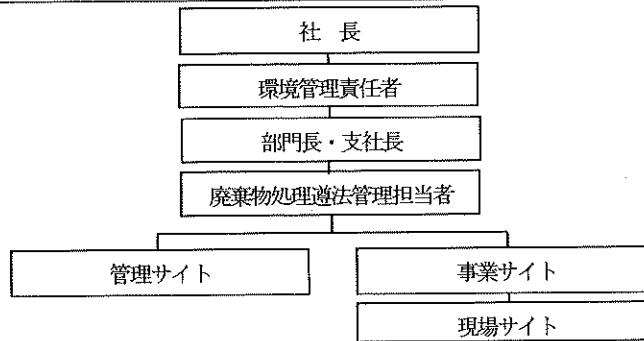 社 長
環境管理責任者
部門長・支社長
廃棄物処理遵法管理担当者
管理サイト
事業サイト
現場サイト